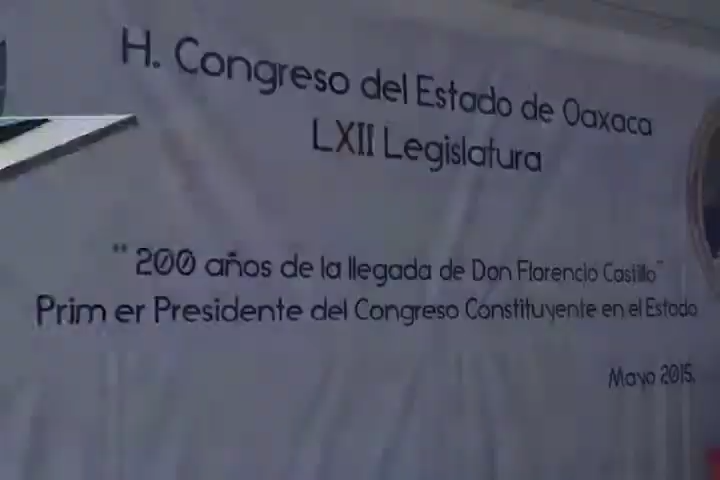 H. Congreso del Estado de Oaxaca
LXII Legislatura
"200 años de la llegada de Don Florencio Castillo"
Prim er Presidente del Congreso Constituyente en el Estado
Mayo 2015.